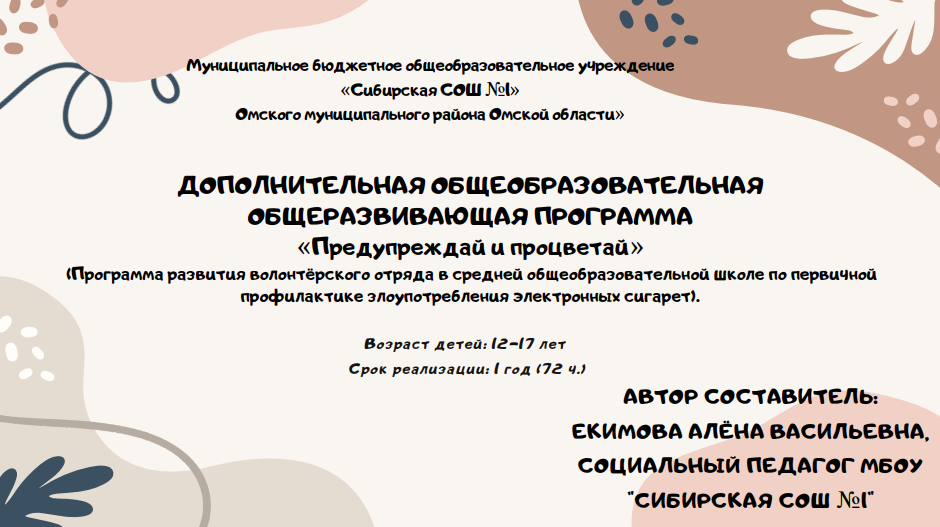 Муниципальное бюджетное общеобразовательное учреждение
«Сибирская СОШ №1»
Омского муниципального района Омской области»
ДОПОЛНИТЕЛЬНАЯ ОБЩЕОБРАЗОВАТЕЛЬНАЯ
ОБЩЕРАЗВИВАЮЩАЯ ПРОГРАММА
«Предупреждай и процветай»
(Программа развития волонтёрского отряда в средней общеобразовательной школе по первичной
профилактике злоупотребления электронных сигарет).
Возраст детей: 12-17 лет
Срок реализации: 1 год (72 ч.)
АВТОР СОСТАВИТЕЛЬ:
ЕКИМОВА АЛЁНА ВАСИЛЬЕВНА,
СОЦИАЛЬНЫЙ ПЕДАГОГ МБОУ
"СИБИРСКАЯ СОШ №1"